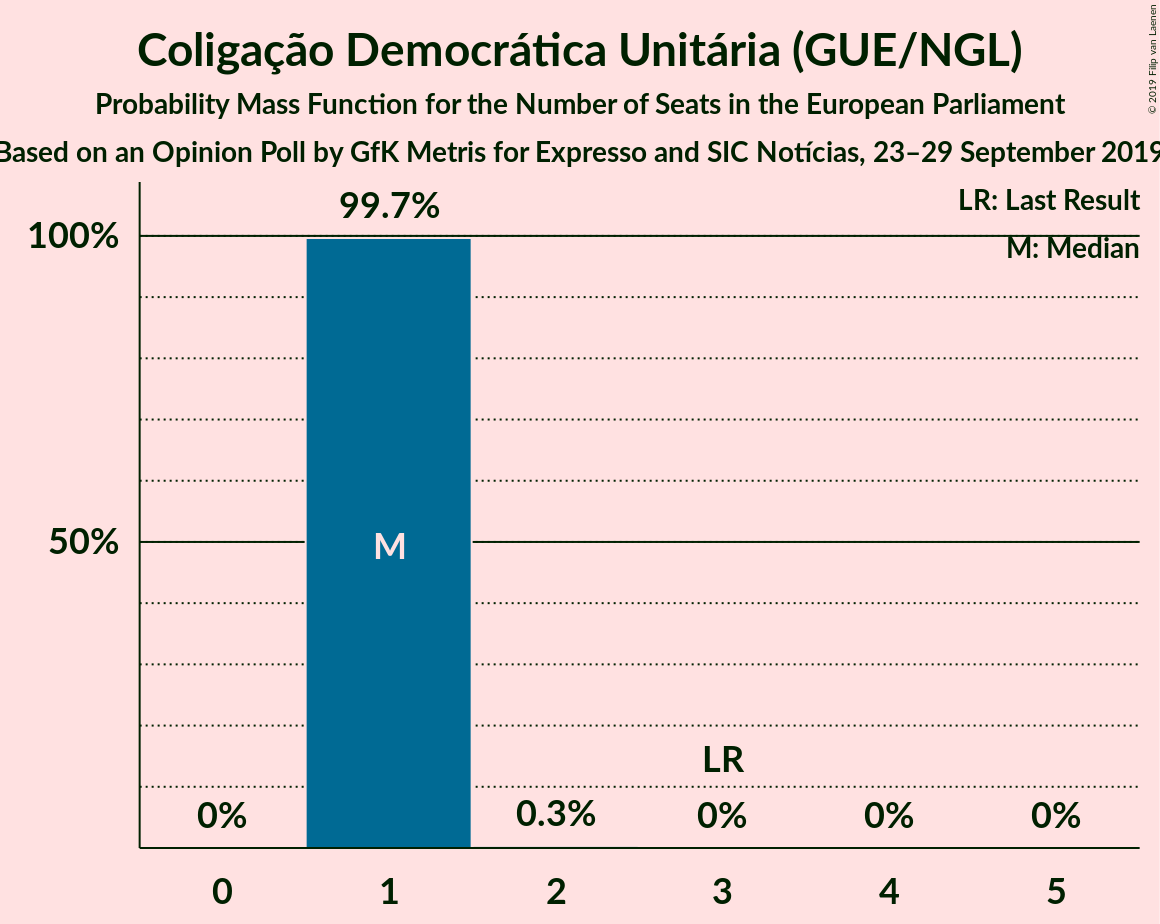 Coligação Democrática Unitária (GUE/NGL)
Probability Mass Function for the Number of Seats in the European Parliament
Based on an Opinion Poll by GfK Metris for Expresso and SIC Notícias, 23–29 September 2019
© 2019 Filip van Laenen
LR: Last Result
M: Median
99.7%
100%
50%
M
LR
0%
0.3%
0%
0%
0%
0
1
2
3
4
5